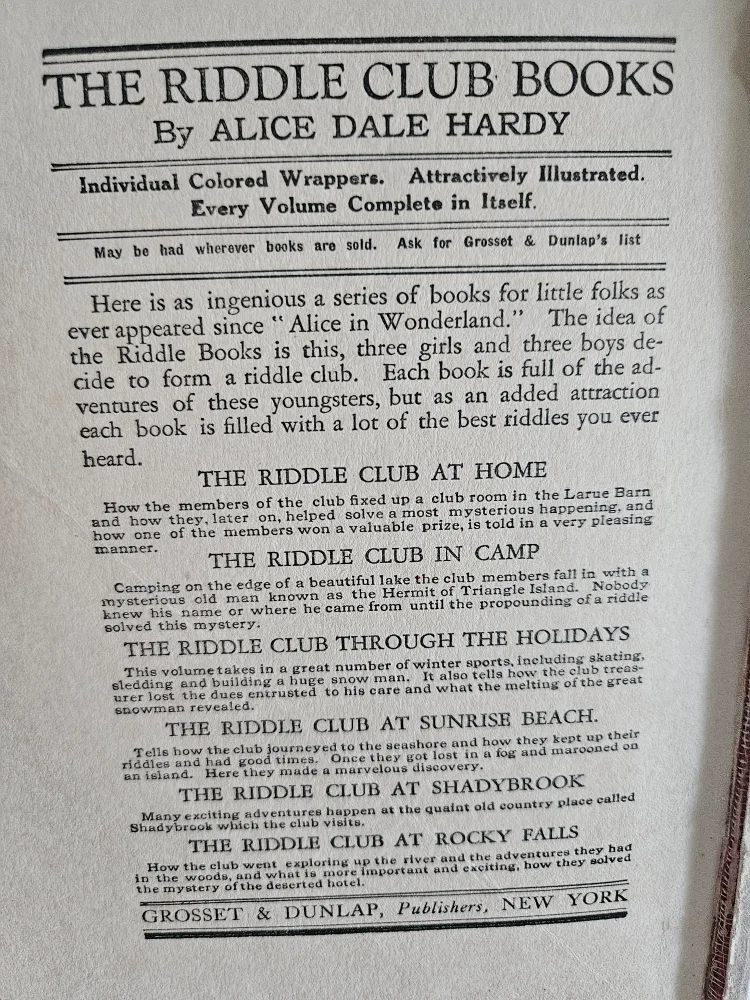 THE RIDDLE CLUB BOOKS
By ALICE DALE HARDY
Individual Colored Wrappers. Attractively Illustrated.
Every Volume Complete in Itself.
May be had wherever books are sold. Ask for Grosset & Dunlap's list
Here is as ingenious a series of books for little folks as
ever appeared since "Alice in Wonderland." The idea of
the Riddle Books is this, three girls and three boys de-
cide to form a riddle club. Each book is full of the ad-
ventures of these youngsters, but as an added attraction
each book is filled with a lot of the best riddles you ever
heard.
THE RIDDLE CLUB AT HOME
How the members of the club fixed up a club room in the Larue Barn
and how they, later on, helped solve a most mysterious happening, and
how one of the members won a valuable prize, is told in a very pleasing
manner.
THE RIDDLE CLUB IN CAMP
Camping on the edge of a beautiful lake the club members fall in with a
mysterious old man known as the Hermit of Triangle Island. Nobody
knew his name or where he came from until the propounding of a riddle
solved this mystery.
THE RIDDLE CLUB THROUGH THE HOLIDAYS
This volume takes in a great number of winter sports, including skating,
sledding and building a huge snow man. It also tells how the club treas-
urer lost the dues entrusted to his care and what the melting of the great
snowman revealed.
THE RIDDLE CLUB AT SUNRISE BEACH.
Tells how the club journeyed to the seashore and how they kept up their
riddles and had good times. Once they got lost in a fog and marooned on
an island. Here they made a marvelous discovery.
THE RIDDLE CLUB AT SHADYBROOK
Many exciting adventures happen at the quaint old country place called
Shadybrook which the club visits.
THE RIDDLE CLUB AT ROCKY FALLS
How the club went exploring up the river and the adventures they had
in the woods, and what is more important and exciting, how they solved
the mystery of the deserted hotel.
GROSSET & DUNLAP, Publishers, NEW YORK